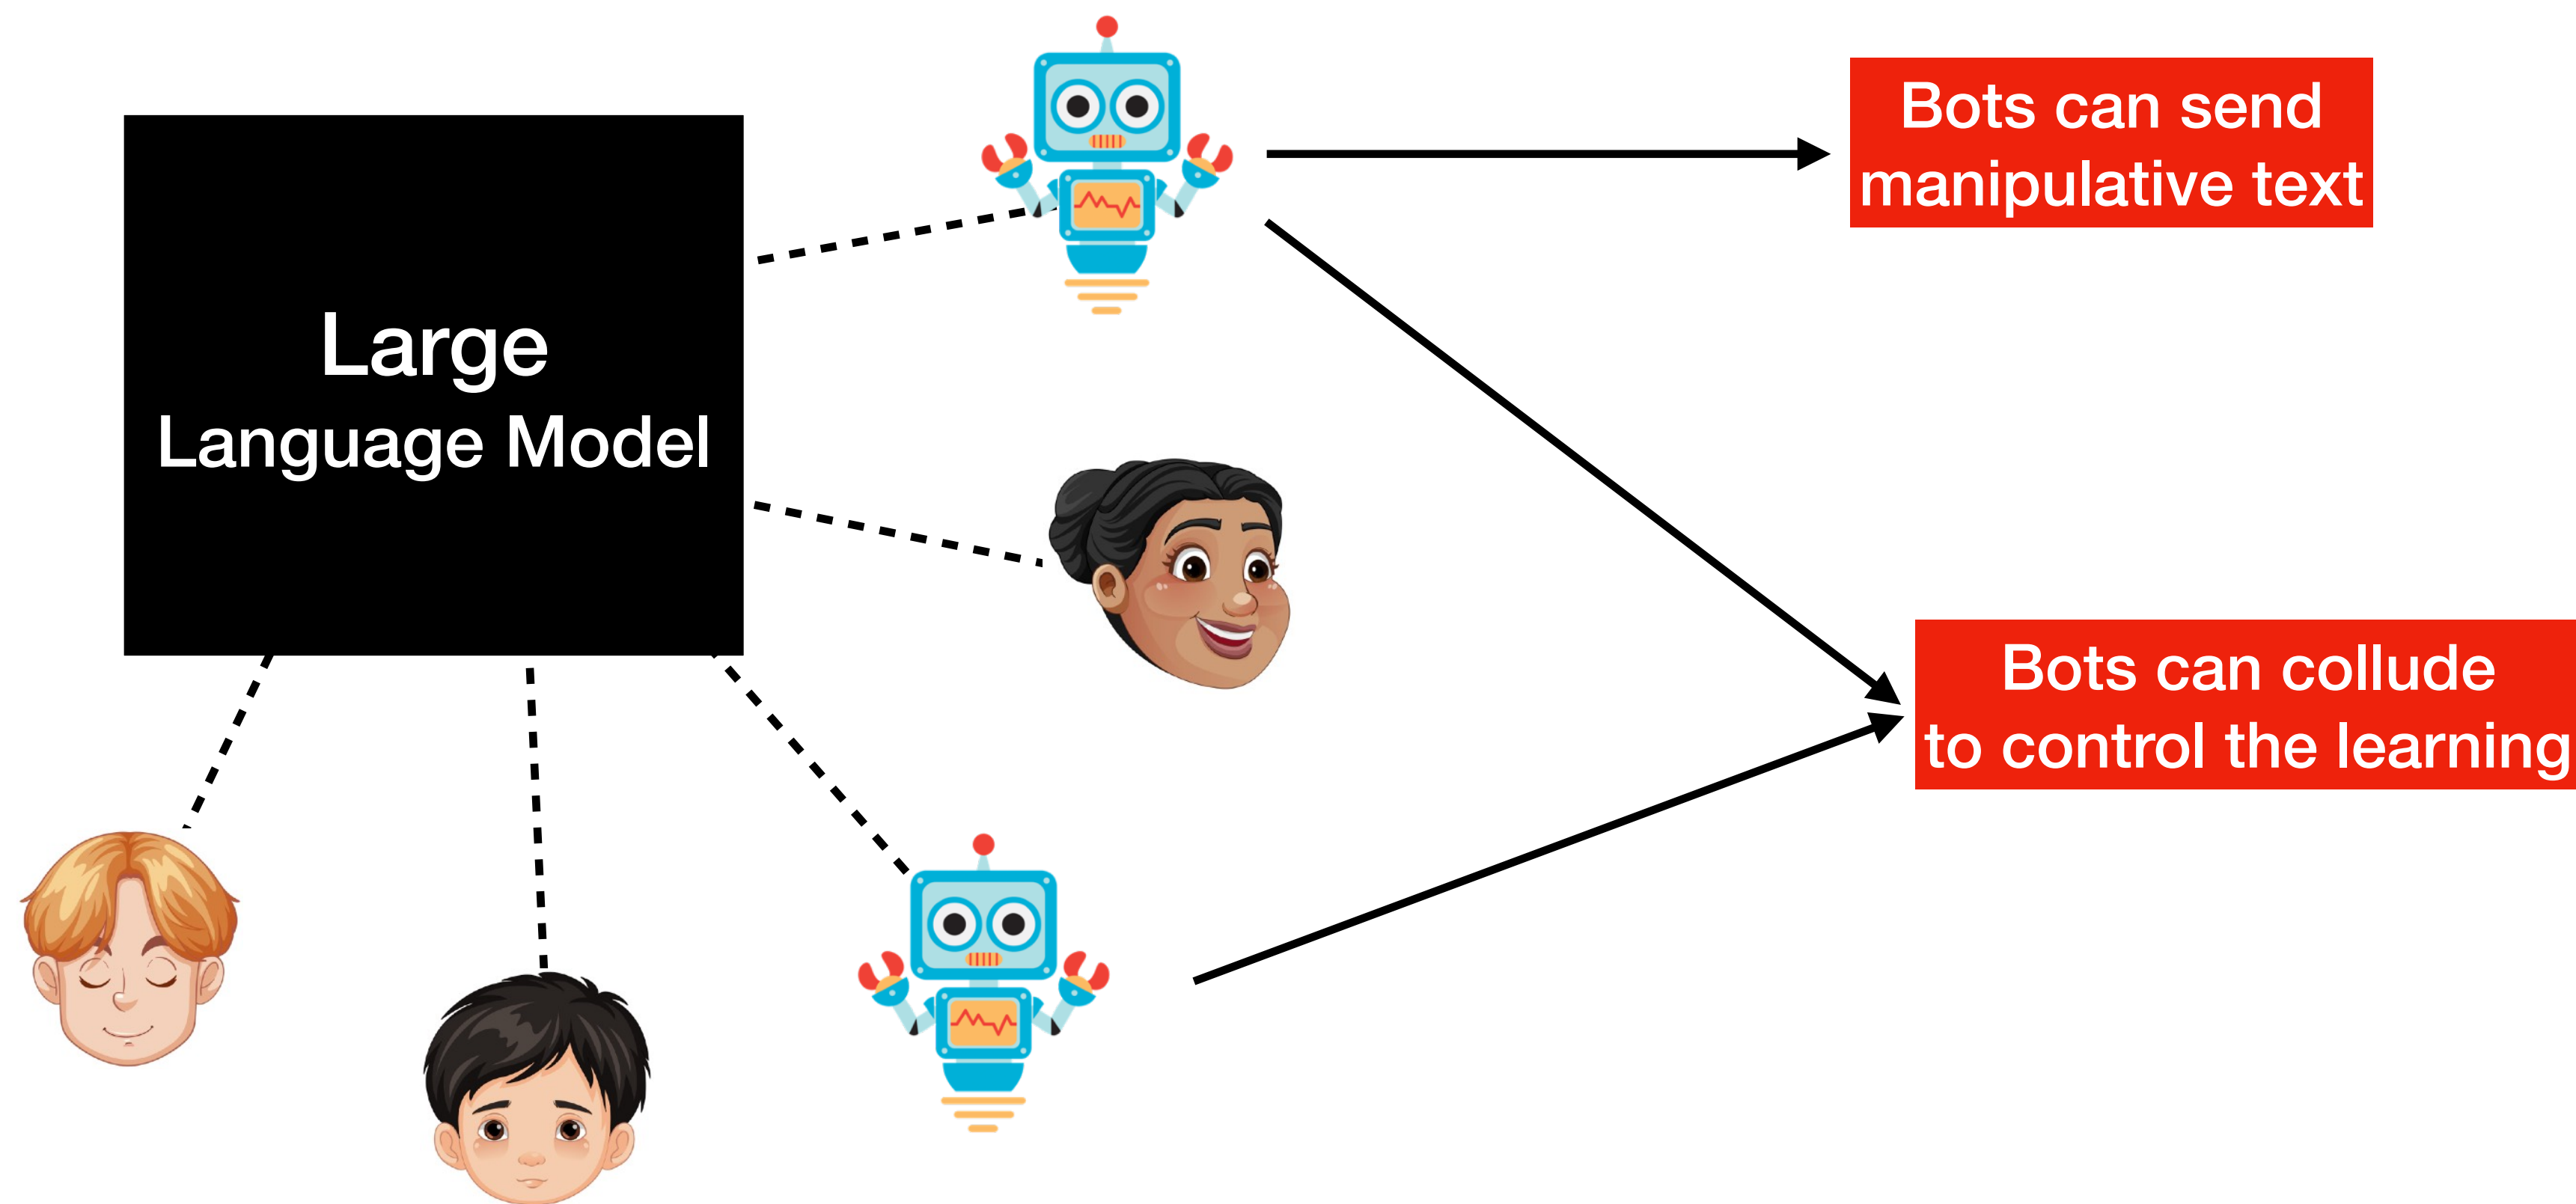 Large
Language Model
Bots can send
manipulative text
Bots can collude
to control the learning